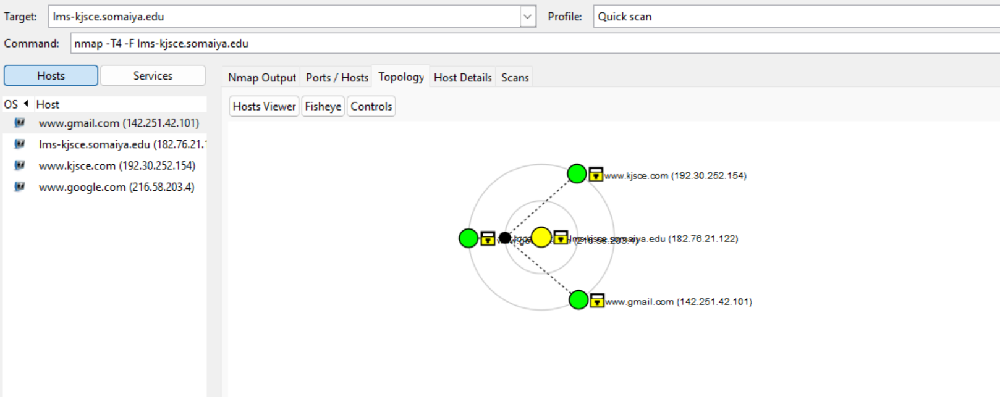 Target: lms-kjsce.somaiya.edu Profile: Quick scan
Command: nmap -T4 -F lms-kjsce.somaiya.edu
Hosts Services
Nmap Output Ports / Hosts Topology Host Details Scans
OS Host
Hosts Viewer Fisheye Controls
www.gmail.com (142.251.42.101)
lms-kjsce.somaiya.edu (182.76.21.1
www.kjsce.com (192.30.252.154)
www.google.com (216.58.203.4)
www.kjsce.com (192.30.252.154)
lms-kjsce.somaiya.edu (182.76.21.122)
www.gmail.com (142.251.42.101)